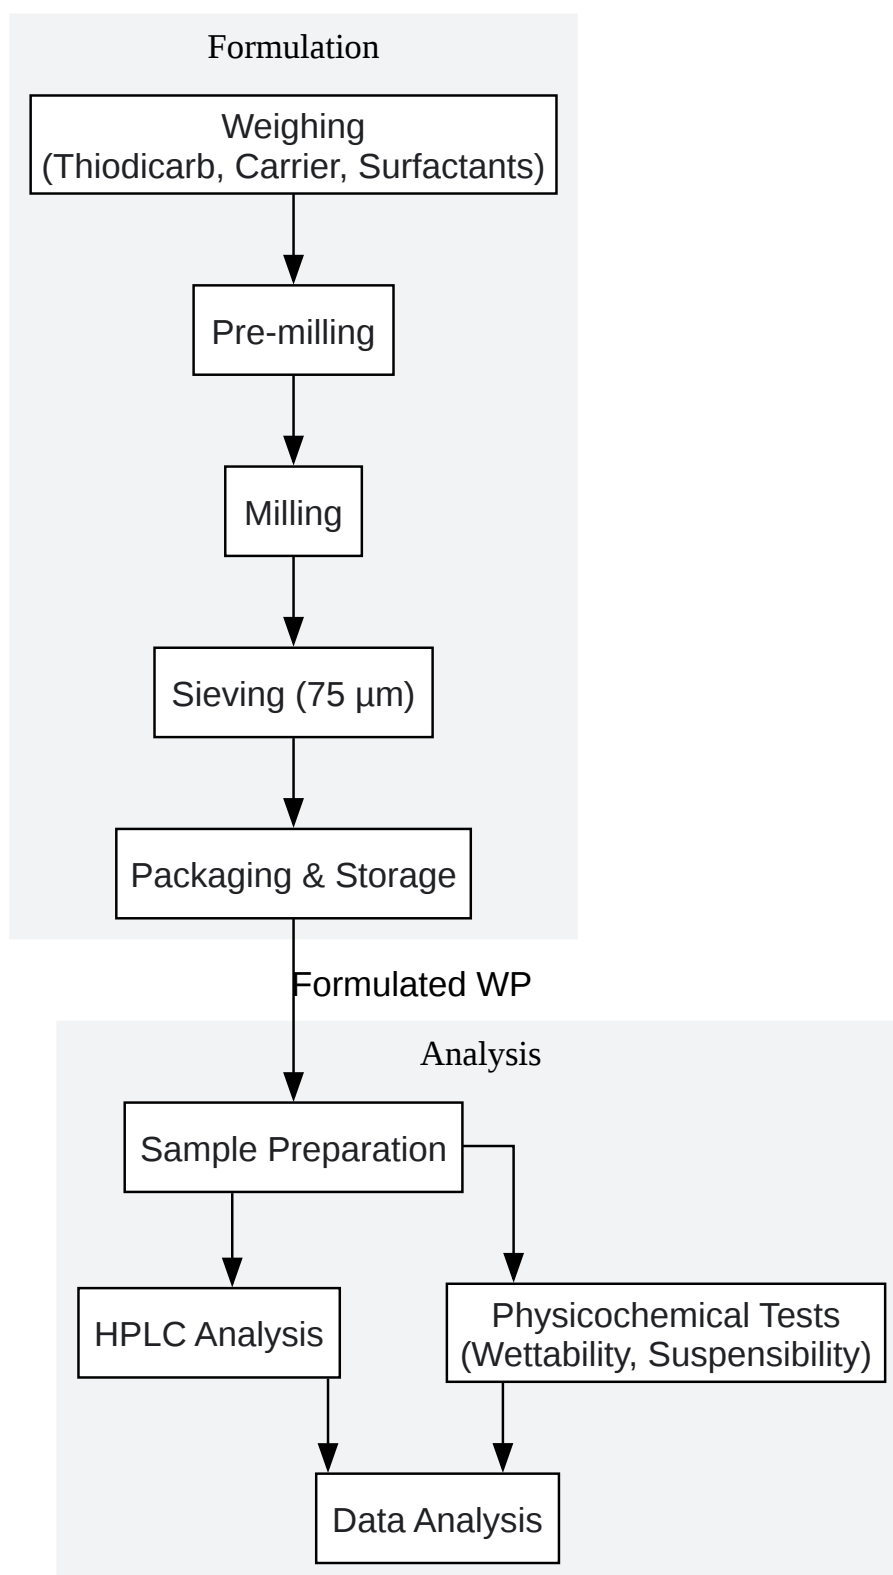 Formulation
Weighing
(Thiodicarb, Carrier, Surfactants)
Pre-milling
Milling
Sieving (75 µm)
Packaging & Storage
Formulated WP
Analysis
Sample Preparation
HPLC Analysis
Physicochemical Tests
(Wettability, Suspensibility)
Data Analysis